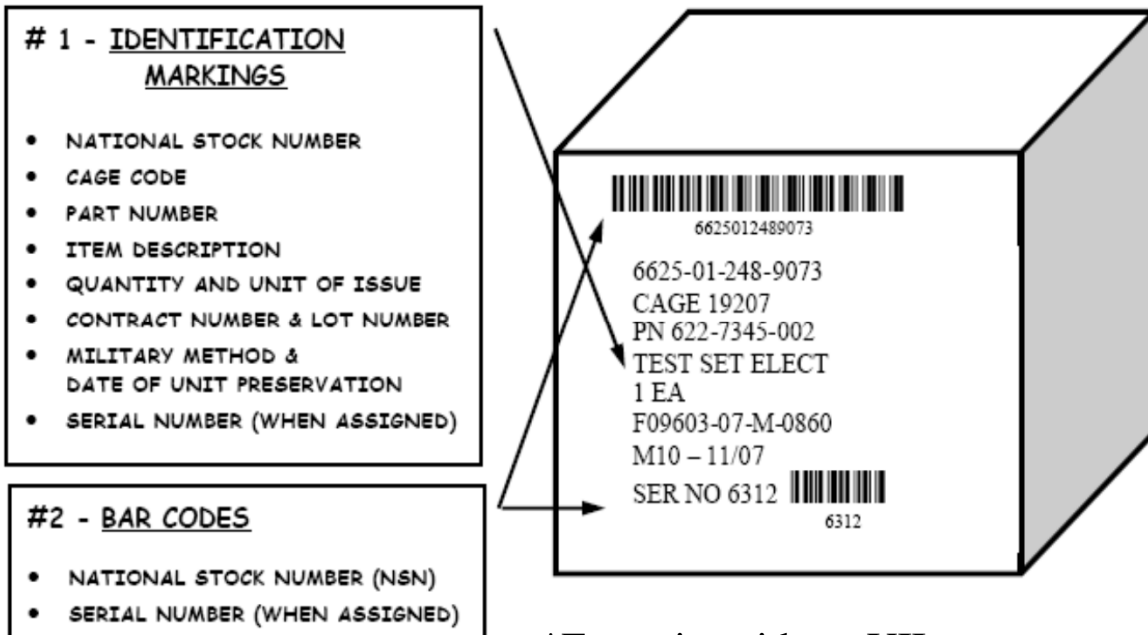 # 1 - IDENTIFICATION
MARKINGS
• NATIONAL STOCK NUMBER
• CAGE CODE
• PART NUMBER
• ITEM DESCRIPTION
• QUANTITY AND UNIT OF ISSUE
• CONTRACT NUMBER & LOT NUMBER
• MILITARY METHOD &
DATE OF UNIT PRESERVATION
• SERIAL NUMBER (WHEN ASSIGNED)
#2 - BAR CODES
• NATIONAL STOCK NUMBER (NSN)
• SERIAL NUMBER (WHEN ASSIGNED)
6625012489073
6625-01-248-9073
CAGE 19207
PN 622-7345-002
TEST SET ELECT
1 EA
F09603-07-M-0860
M10 – 11/07
SER NO 6312
6312